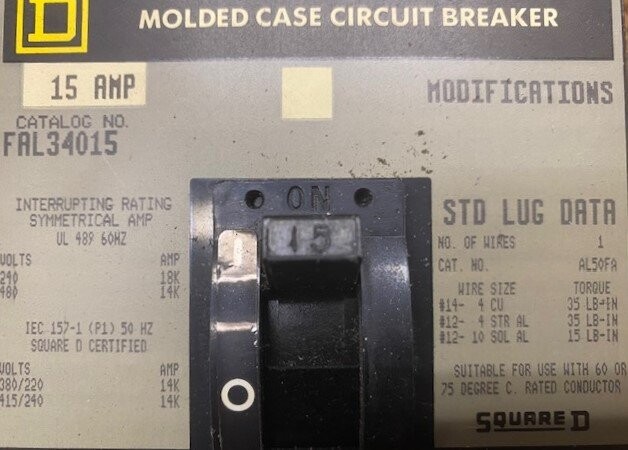 D
MOLDED CASE CIRCUIT BREAKER
15 AMP
CATALOG NO.
FAL34015
INTERRUPTING RATING
SYMMETRICAL AMP
UL 489 60HZ
VOLTS AMP
240 18K
480 14K
IEC 157-1 (P1) 50 HZ
SQUARE D CERTIFIED
VOLTS AMP
380/220 14K
415/240 14K
ON
15
O
MODIFICATIONS
STD LUG DATA
NO. OF WIRES 1
CAT. NO. AL50FA
WIRE SIZE TORQUE
#14- 4 CU 35 LB-IN
#12- 4 STR AL 35 LB-IN
#12- 10 SOL AL 15 LB-IN
SUITABLE FOR USE WITH 60 OR
75 DEGREE C. RATED CONDUCTOR
SQUARE D